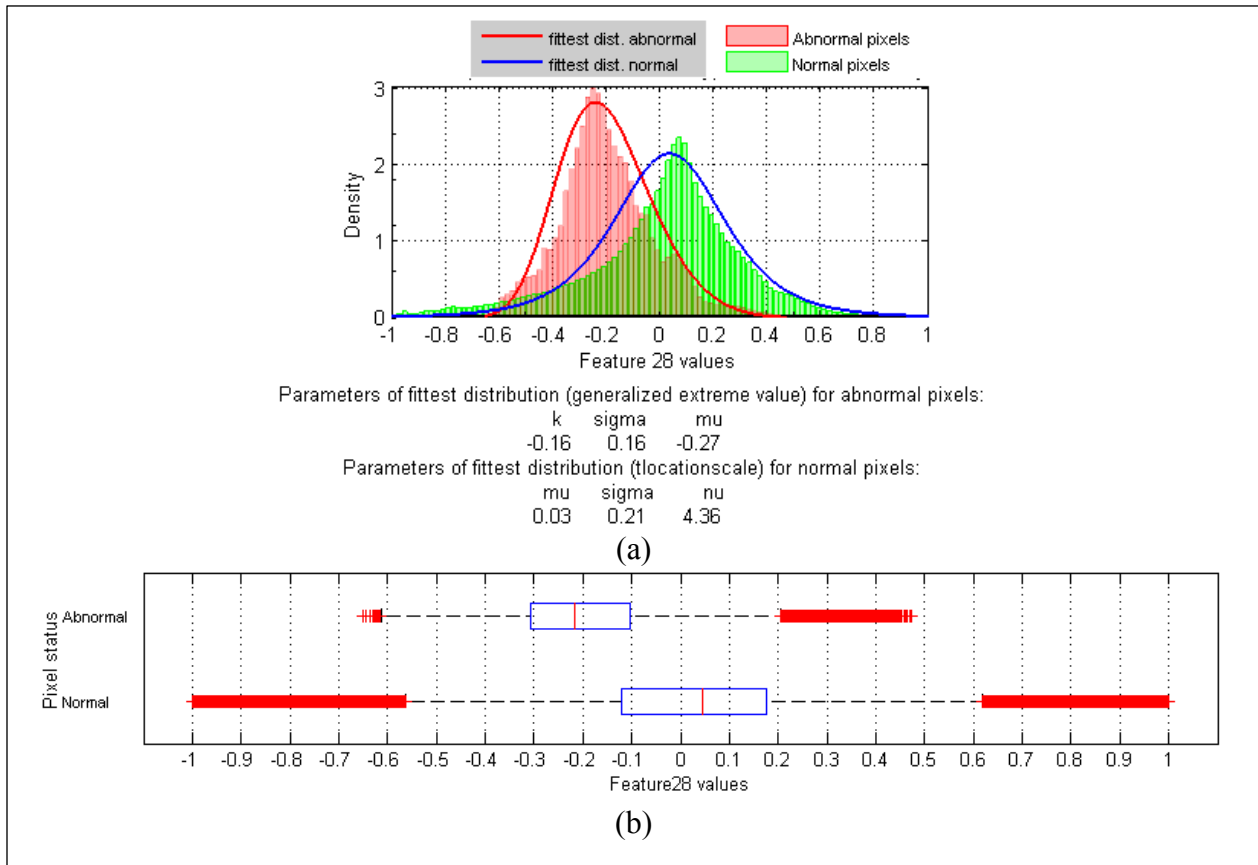 fittest dist. abnormal
fittest dist. normal
Abnormal pixels
Normal pixels
3
2
1
0
Density
-1 -0.8 -0.6 -0.4 -0.2 0 0.2 0.4 0.6 0.8 1
Feature 28 values
Parameters of fittest distribution (generalized extreme value) for abnormal pixels:
k sigma mu
-0.16 0.16 -0.27
Parameters of fittest distribution (tlocationscale) for normal pixels:
mu sigma nu
0.03 0.21 4.36
(a)
Pixel status
Abnormal
Normal
-1 -0.9 -0.8 -0.7 -0.6 -0.5 -0.4 -0.3 -0.2 -0.1 0 0.1 0.2 0.3 0.4 0.5 0.6 0.7 0.8 0.9 1
Feature28 values
(b)